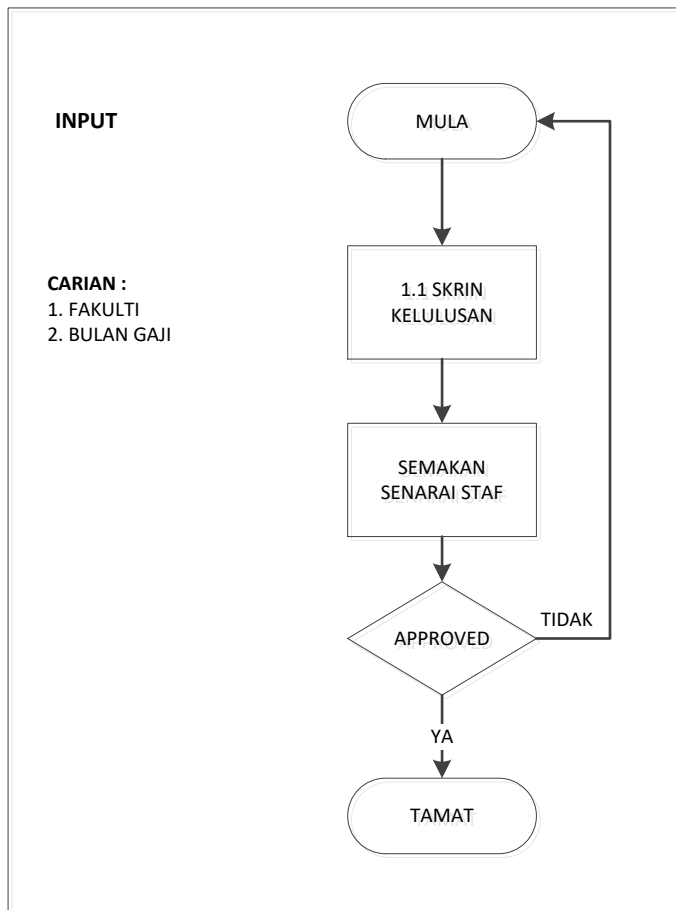 INPUT
MULA
CARIAN :
1. FAKULTI
2. BULAN GAJI
1.1 SKRIN
KELULUSAN
SEMAKAN
SENARAI STAF
APPROVED
TIDAK
YA
TAMAT